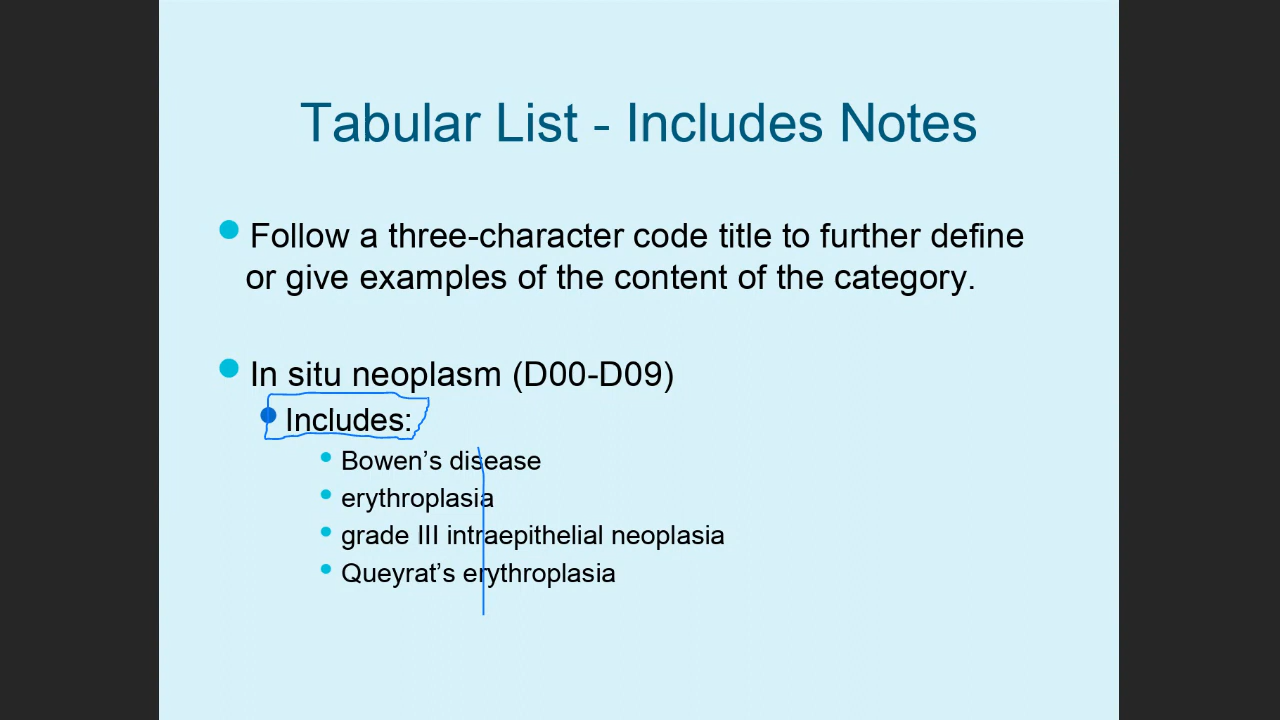 Tabular List - Includes Notes
Follow a three-character code title to further define
or give examples of the content of the category.
In situ neoplasm (D00-D09)
Includes:
Bowen’s disease
erythroplasia
grade III intraepithelial neoplasia
Queyrat’s erythroplasia